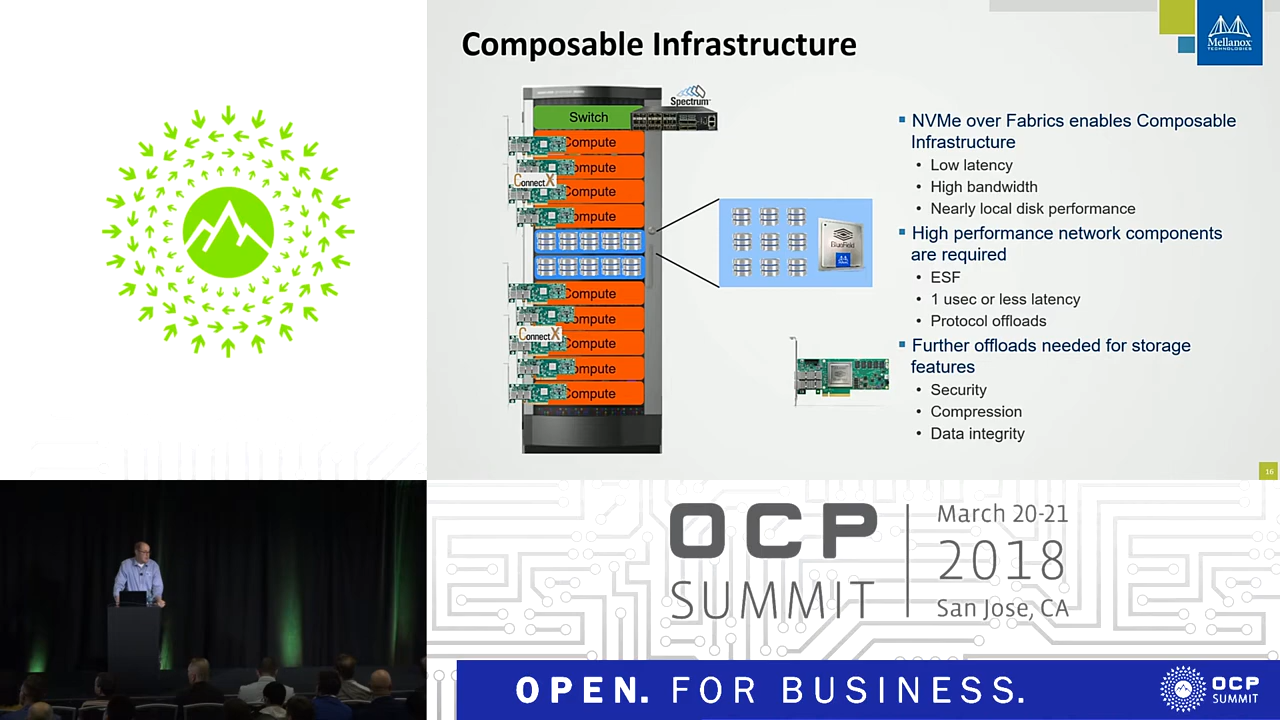 Composable Infrastructure
Mellanox
TECHNOLOGIES
Spectrum
Switch
Compute
Compute
ConnectX
Compute
Compute
Compute
Compute
ConnectX
Compute
Compute
Compute
BlueField
NVMe over Fabrics enables Composable
Infrastructure
• Low latency
• High bandwidth
• Nearly local disk performance
High performance network components
are required
• ESF
• 1 usec or less latency
• Protocol offloads
Further offloads needed for storage
features
• Security
• Compression
• Data integrity
16
OCP
SUMMIT
March 20-21
2018
San Jose, CA
OPEN. FOR BUSINESS.
OCP
SUMMIT